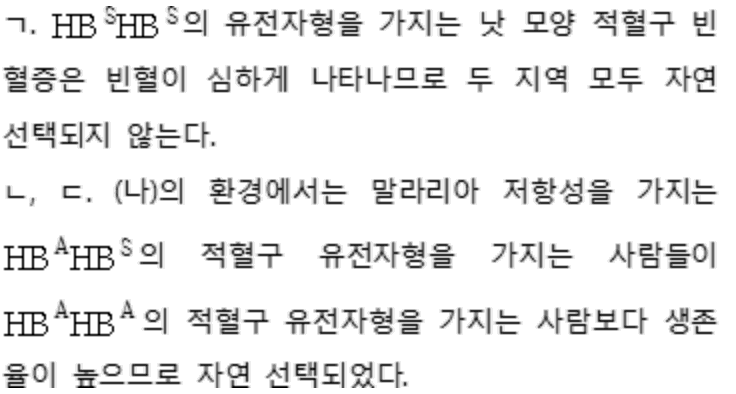 ㄱ. HB^S HB^S의 유전자형을 가지는 낫 모양 적혈구 빈
혈증은 빈혈이 심하게 나타나므로 두 지역 모두 자연
선택되지 않는다.
ㄴ, ㄷ. (나)의 환경에서는 말라리아 저항성을 가지는
HB^A HB^S의 적혈구 유전자형을 가지는 사람들이
HB^A HB^A의 적혈구 유전자형을 가지는 사람보다 생존
율이 높으므로 자연 선택되었다.